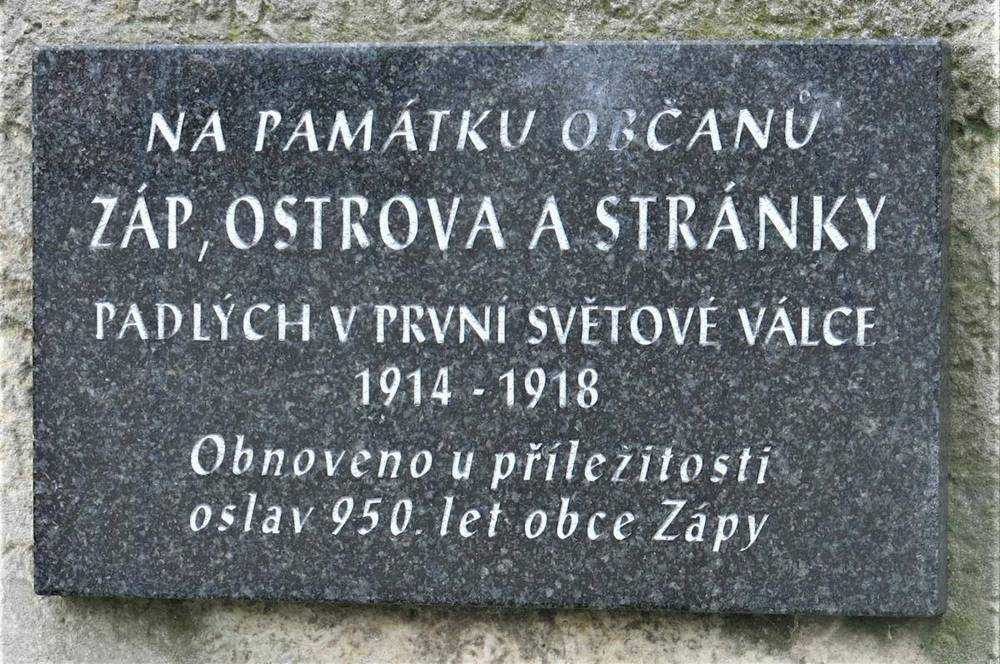 NA PAMÁTKU OBČANŮ
ZÁP, OSTROVA A STRÁNKY
PADLÝCH V PRVNÍ SVĚTOVÉ VÁLCE
1914 - 1918
Obnoveno u příležitosti
oslav 950. let obce Zápy